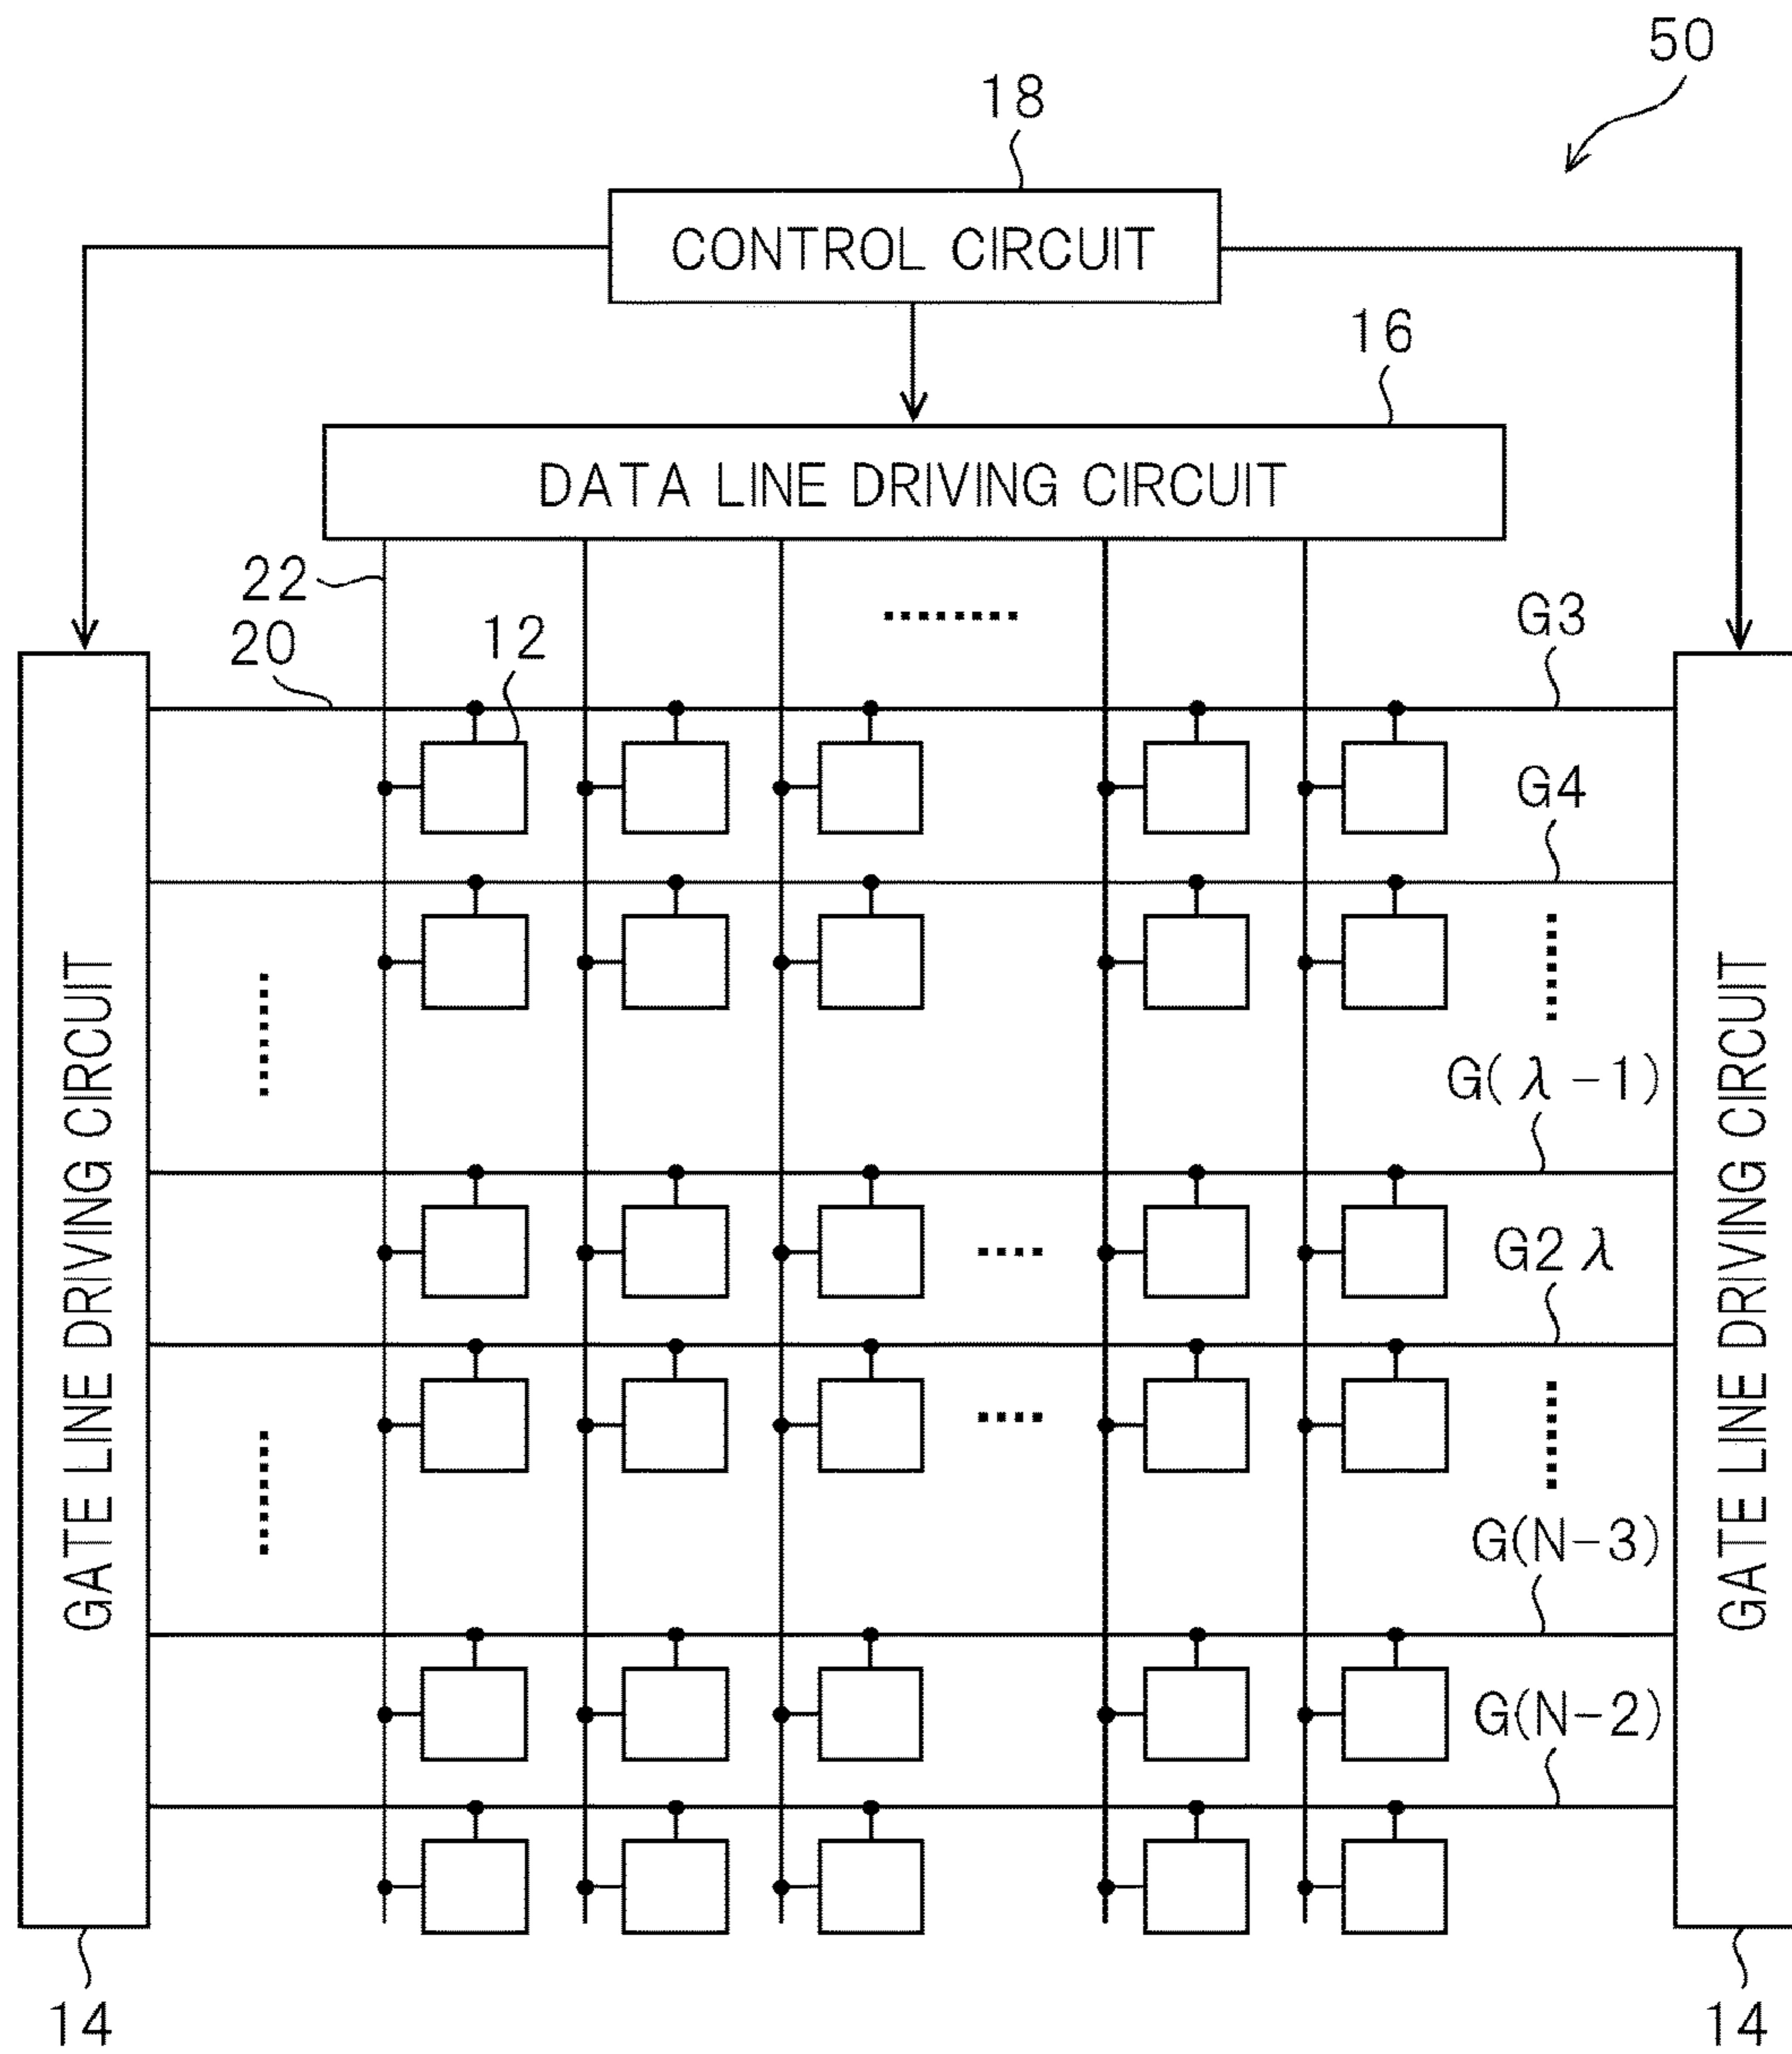 50
18
CONTROL CIRCUIT
16
DATA LINE DRIVING CIRCUIT
22
20
12
G3
G4
G(λ-1)
G2λ
G(N-3)
G(N-2)
GATE LINE DRIVING CIRCUIT
GATE LINE DRIVING CIRCUIT
14
14